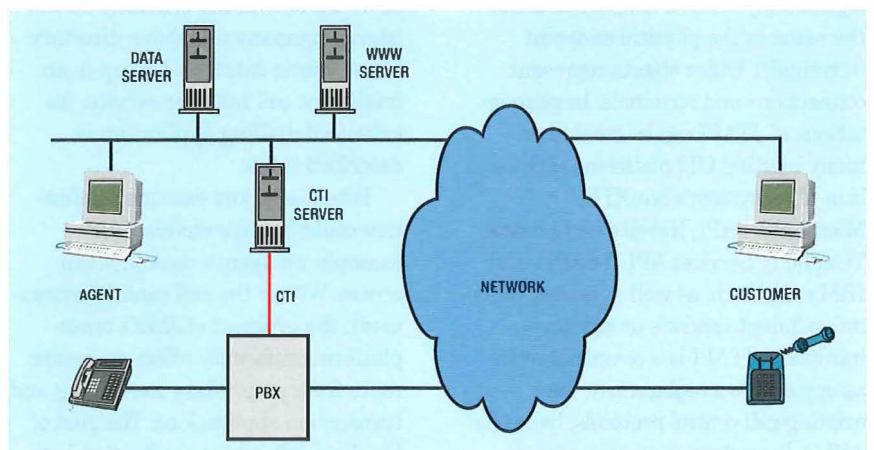 DATA
SERVER
WWW
SERVER
CTI
SERVER
AGENT
CTI
NETWORK
CUSTOMER
PBX